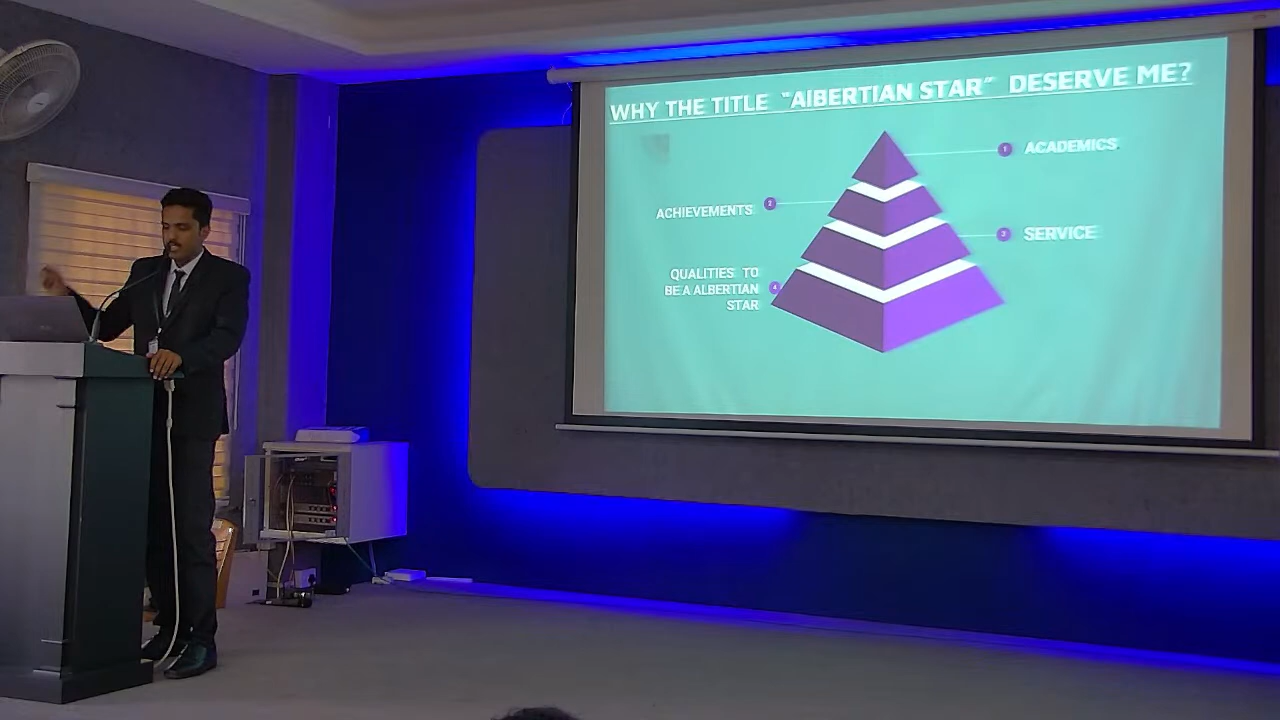 WHY THE TITLE "AIBERTIAN STAR" DESERVE ME?
1 ACADEMICS
2 ACHIEVEMENTS
3 SERVICE
4 QUALITIES TO
BE A ALBERTIAN
STAR